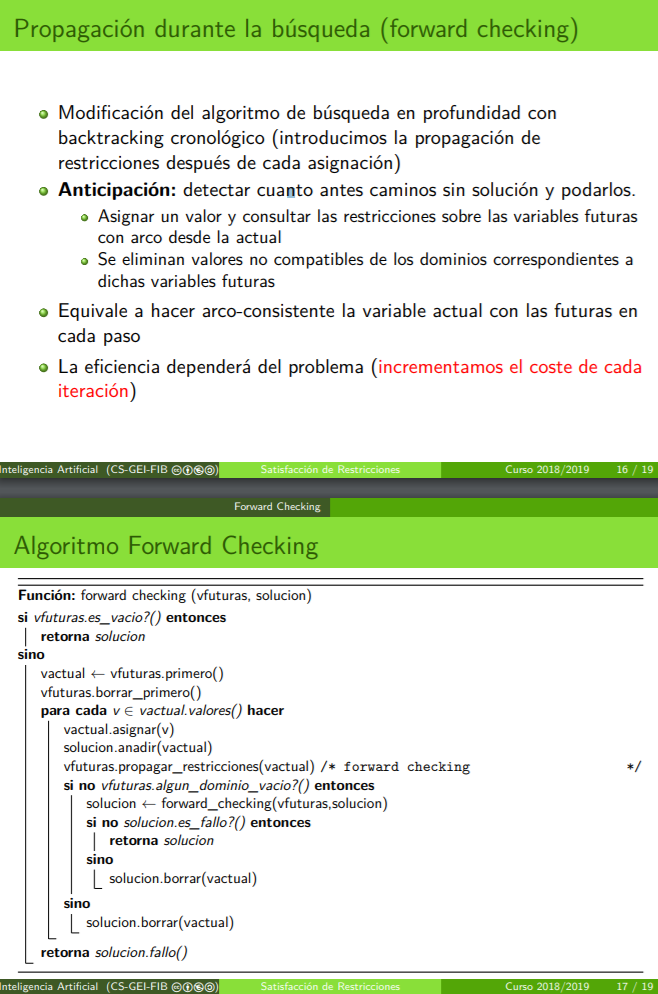 Propagación durante la búsqueda (forward checking)
Modificación del algoritmo de búsqueda en profundidad con
backtracking cronológico (introducimos la propagación de
restricciones después de cada asignación)
Anticipación: detectar cuanto antes caminos sin solución y podarlos.
Asignar un valor y consultar las restricciones sobre las variables futuras
con arco desde la actual
Se eliminan valores no compatibles de los dominios correspondientes a
dichas variables futuras
Equivale a hacer arco-consistente la variable actual con las futuras en
cada paso
La eficiencia dependerá del problema (incrementamos el coste de cada
iteración)
Inteligencia Artificial (CS-GEI-FIB) Satisfacción de Restricciones Curso 2018/2019 16 / 19
Forward Checking
Algoritmo Forward Checking
Función: forward checking (vfuturas, solucion)
si vfuturas.es_vacio?() entonces
retorna solucion
sino
vactual ← vfuturas.primero()
vfuturas.borrar_primero()
para cada v ∈ vactual.valores() hacer
vactual.asignar(v)
solucion.anadir(vactual)
vfuturas.propagar_restricciones(vactual) /* forward checking */
si no vfuturas.algun_dominio_vacio?() entonces
solucion ← forward_checking(vfuturas,solucion)
si no solucion.es_fallo?() entonces
retorna solucion
sino
solucion.borrar(vactual)
sino
solucion.borrar(vactual)
retorna solucion.fallo()
Inteligencia Artificial (CS-GEI-FIB) Satisfacción de Restricciones Curso 2018/2019 17 / 19